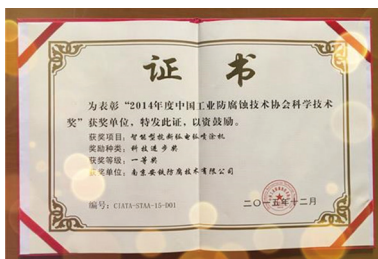 证书
为表彰“2014年度中国工业防腐蚀技术协会科学技术
奖”获奖单位，特发此证，以资鼓励。
获奖项目：智能型抗断弧电弧喷涂机
奖励种类：科技进步奖
获奖等级：一等奖
获奖单位：南京安铁防腐技术有限公司
编号：CIATA-STAA-15-D01
二〇一五年十二月